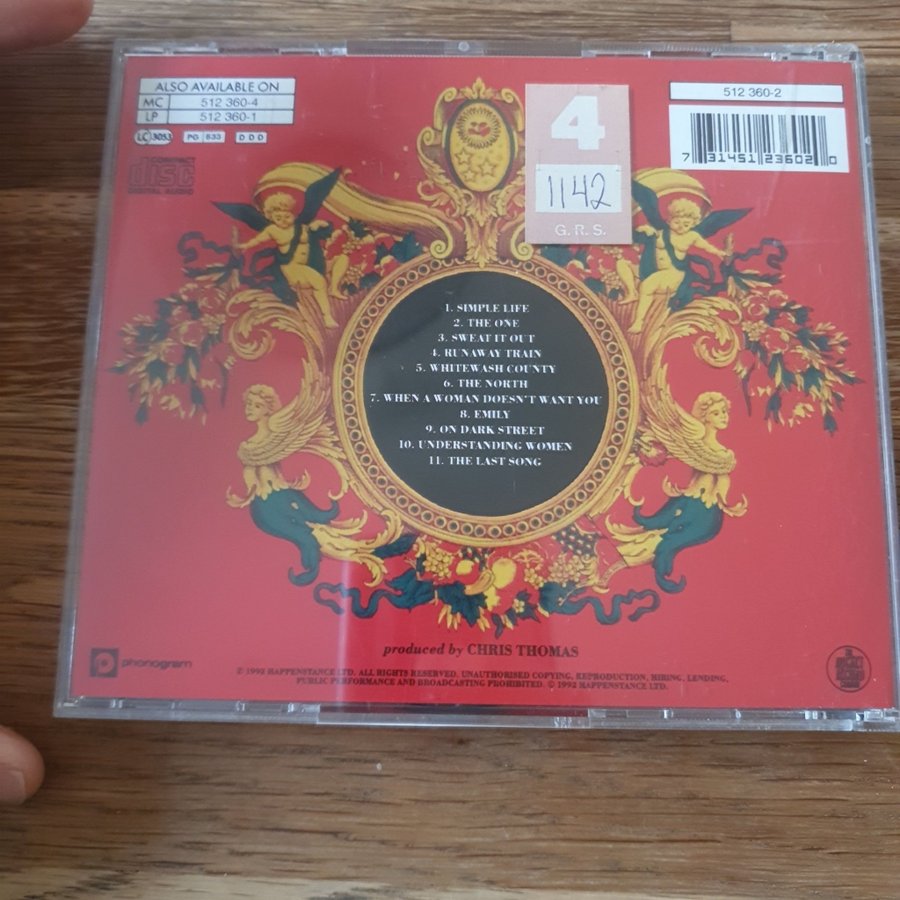 ALSO AVAILABLE ON
MC 512 360-4
LP 512 360-1
LC 3033 PG 833 D D D
COMPACT
disc
DIGITAL AUDIO
4
1142
G.R.S.
512 360-2
7 31451 23602 0
1. SIMPLE LIFE
2. THE ONE
3. SWEAT IT OUT
4. RUNAWAY TRAIN
5. WHITEWASH COUNTY
6. THE NORTH
7. WHEN A WOMAN DOESN'T WANT YOU
8. EMILY
9. ON DARK STREET
10. UNDERSTANDING WOMEN
11. THE LAST SONG
produced by CHRIS THOMAS
phonogram
℗ 1992 HAPPENSTANCE LTD. ALL RIGHTS RESERVED. UNAUTHORISED COPYING, REPRODUCTION, HIRING, LENDING,
PUBLIC PERFORMANCE AND BROADCASTING PROHIBITED. © 1992 HAPPENSTANCE LTD.